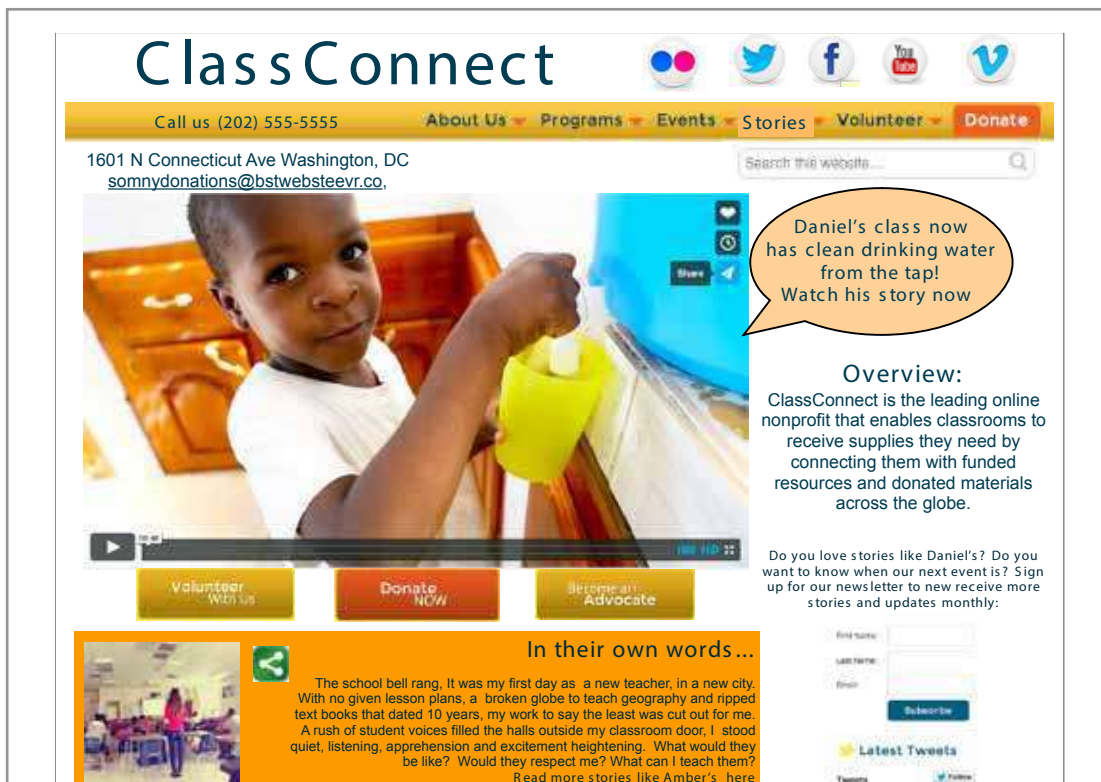 ClassConnect
You
Tube
Call us (202) 555-5555
About Us
Programs
Events
Stories
Volunteer
Donate
1601 N Connecticut Ave Washington, DC
somnydonations@bstwebsteevr.co,
Search this website...
Share
Daniel's class now
has clean drinking water
from the tap!
Watch his story now
Overview:
ClassConnect is the leading online
nonprofit that enables classrooms to
receive supplies they need by
connecting them with funded
resources and donated materials
across the globe.
HD
Volunteer
With Us
Donate
NOW
Become an
Advocate
Do you love stories like Daniel's? Do you
want to know when our next event is? Sign
up for our newsletter to new receive more
stories and updates monthly:
First Name
Last Name
Email
Subscribe
In their own words...
The school bell rang, It was my first day as a new teacher, in a new city.
With no given lesson plans, a broken globe to teach geography and ripped
text books that dated 10 years, my work to say the least was cut out for me.
A rush of student voices filled the halls outside my classroom door, I stood
quiet, listening, apprehension and excitement heightening. What would they
be like? Would they respect me? What can I teach them?
Read more stories like Amber's here
Latest Tweets
Tweets
Follow